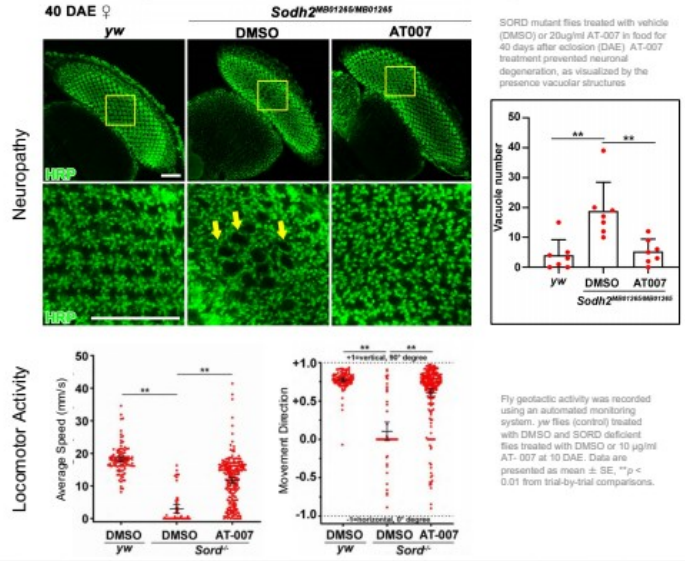 40 DAE ♀
Sodh2MB01265/MB01265
yw
DMSO
AT007
SORD mutant flies treated with vehicle
(DMSO) or 20ug/ml AT-007 in food for
40 days after eclosion (DAE) AT-007
treatment prevented neuronal
degeneration, as visualized by the
presence vacuolar structures
Neuropathy
HRP
HRP
Vacuole number
50
40
30
20
10
0
**
**
yw
DMSO
AT007
Sodh2MB01265/MB01265
Locomotor Activity
Average Speed (mm/s)
50
40
30
20
10
0
**
**
DMSO
DMSO
AT-007
yw
Sord-/-
Movement Direction
+1.0
+0.5
0.0
-0.5
-1.0
**
**
+1=vertical, 90° degree
-1=horizontal, 0° degree
DMSO
DMSO
AT-007
yw
Sord-/-
Fly geotactic activity was recorded
using an automated monitoring
system. yw flies (control) treated
with DMSO and SORD deficient
flies treated with DMSO or 10 µg/ml
AT- 007 at 10 DAE. Data are
presented as mean ± SE, **p <
0.01 from trial-by-trial comparisons.